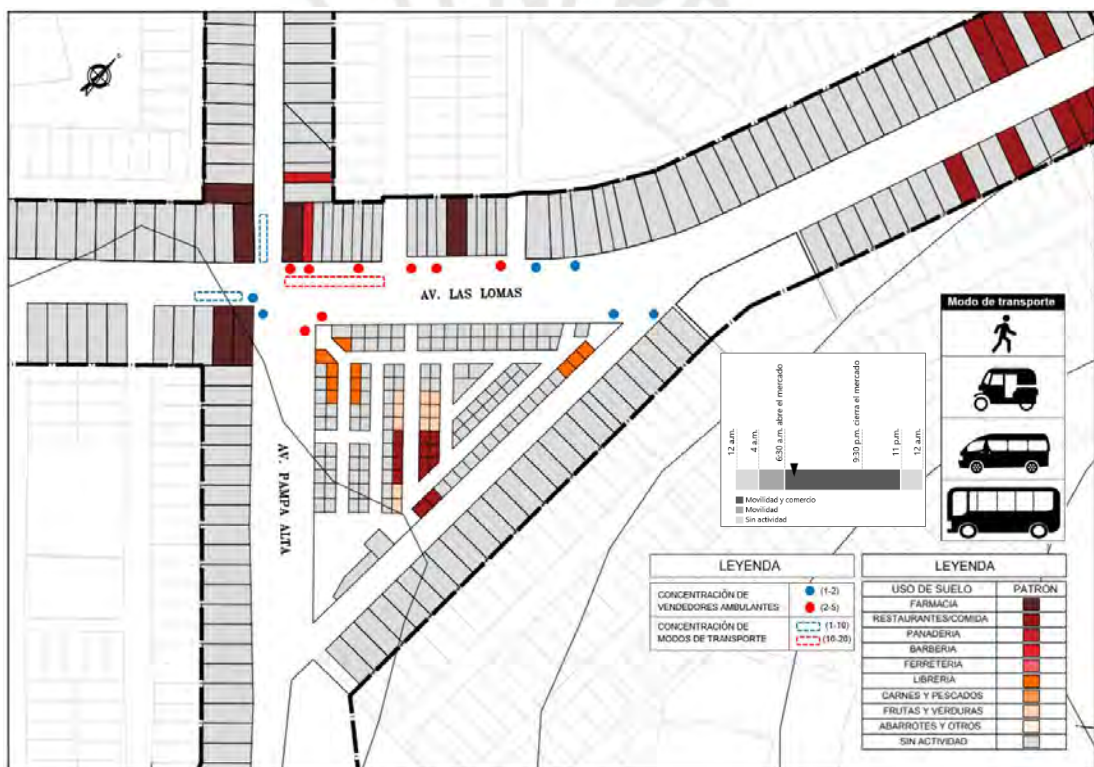 AV. LAS LOMAS
AV. PAMPA ALTA
12 a.m.
4 a.m.
6:30 a.m. abre el mercado
9:30 p.m. cierra el mercado
11 p.m.
12 a.m.
Movilidad y comercio
Movilidad
Sin actividad
Modo de transporte
LEYENDA
CONCENTRACIÓN DE
VENDEDORES AMBULANTES
(1-2)
(2-5)
CONCENTRACIÓN DE
MODOS DE TRANSPORTE
(1-10)
(10-20)
LEYENDA
USO DE SUELO PATRON
FARMACIA
RESTAURANTES/COMIDA
PANADERIA
BARBERIA
FERRETERIA
LIBRERIA
CARNES Y PESCADOS
FRUTAS Y VERDURAS
ABARROTES Y OTROS
SIN ACTIVIDAD